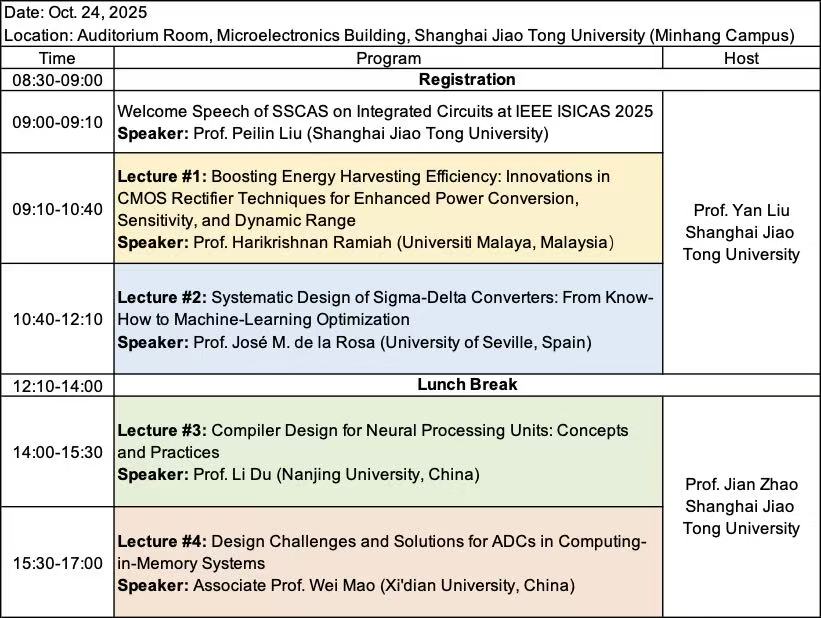 Date: Oct. 24, 2025
Location: Auditorium Room, Microelectronics Building, Shanghai Jiao Tong University (Minhang Campus)
Time Program Host
08:30-09:00 Registration
09:00-09:10
Welcome Speech of SSCAS on Integrated Circuits at IEEE ISICAS 2025
Speaker: Prof. Peilin Liu (Shanghai Jiao Tong University)
09:10-10:40
Lecture #1: Boosting Energy Harvesting Efficiency: Innovations in
CMOS Rectifier Techniques for Enhanced Power Conversion,
Sensitivity, and Dynamic Range
Speaker: Prof. Harikrishnan Ramiah (Universiti Malaya, Malaysia)
10:40-12:10
Lecture #2: Systematic Design of Sigma-Delta Converters: From Know-
How to Machine-Learning Optimization
Speaker: Prof. José M. de la Rosa (University of Seville, Spain)
Prof. Yan Liu
Shanghai Jiao
Tong University
12:10-14:00 Lunch Break
14:00-15:30
Lecture #3: Compiler Design for Neural Processing Units: Concepts
and Practices
Speaker: Prof. Li Du (Nanjing University, China)
15:30-17:00
Lecture #4: Design Challenges and Solutions for ADCs in Computing-
in-Memory Systems
Speaker: Associate Prof. Wei Mao (Xi'dian University, China)
Prof. Jian Zhao
Shanghai Jiao
Tong University